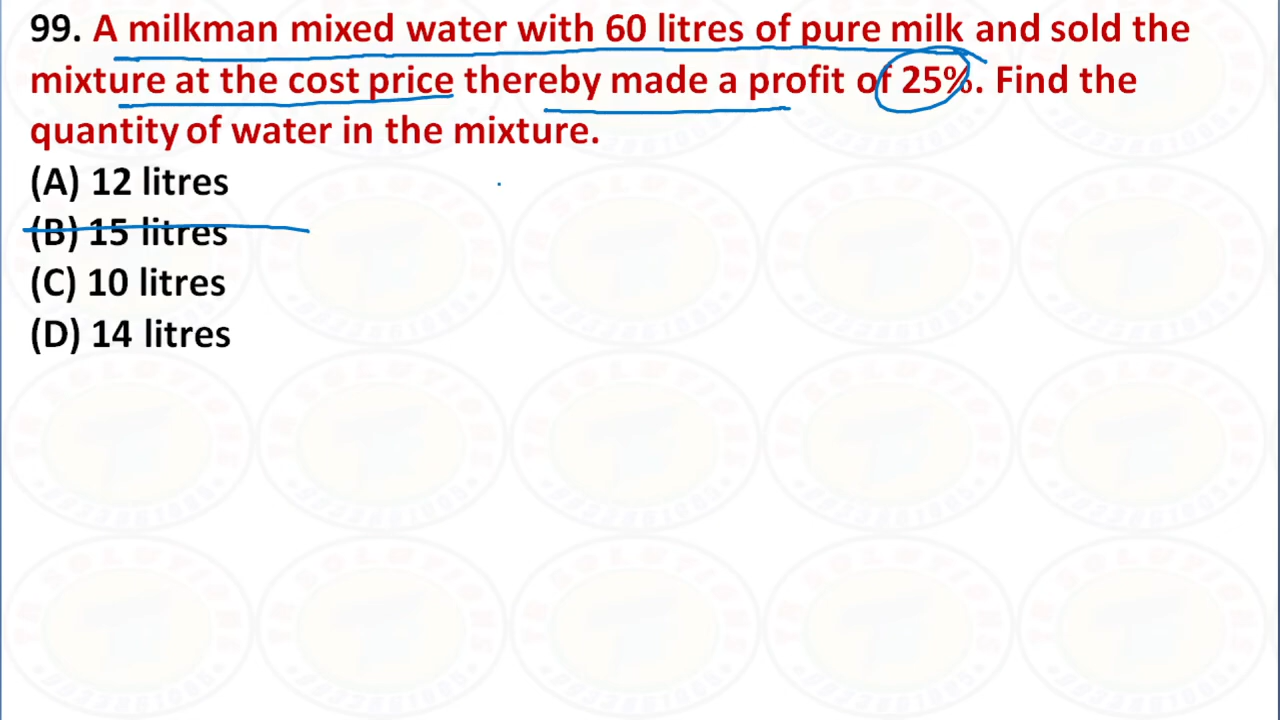 99. A milkman mixed water with 60 litres of pure milk and sold the
mixture at the cost price thereby made a profit of 25%. Find the
quantity of water in the mixture.
(A) 12 litres
(B) 15 litres
(C) 10 litres
(D) 14 litres